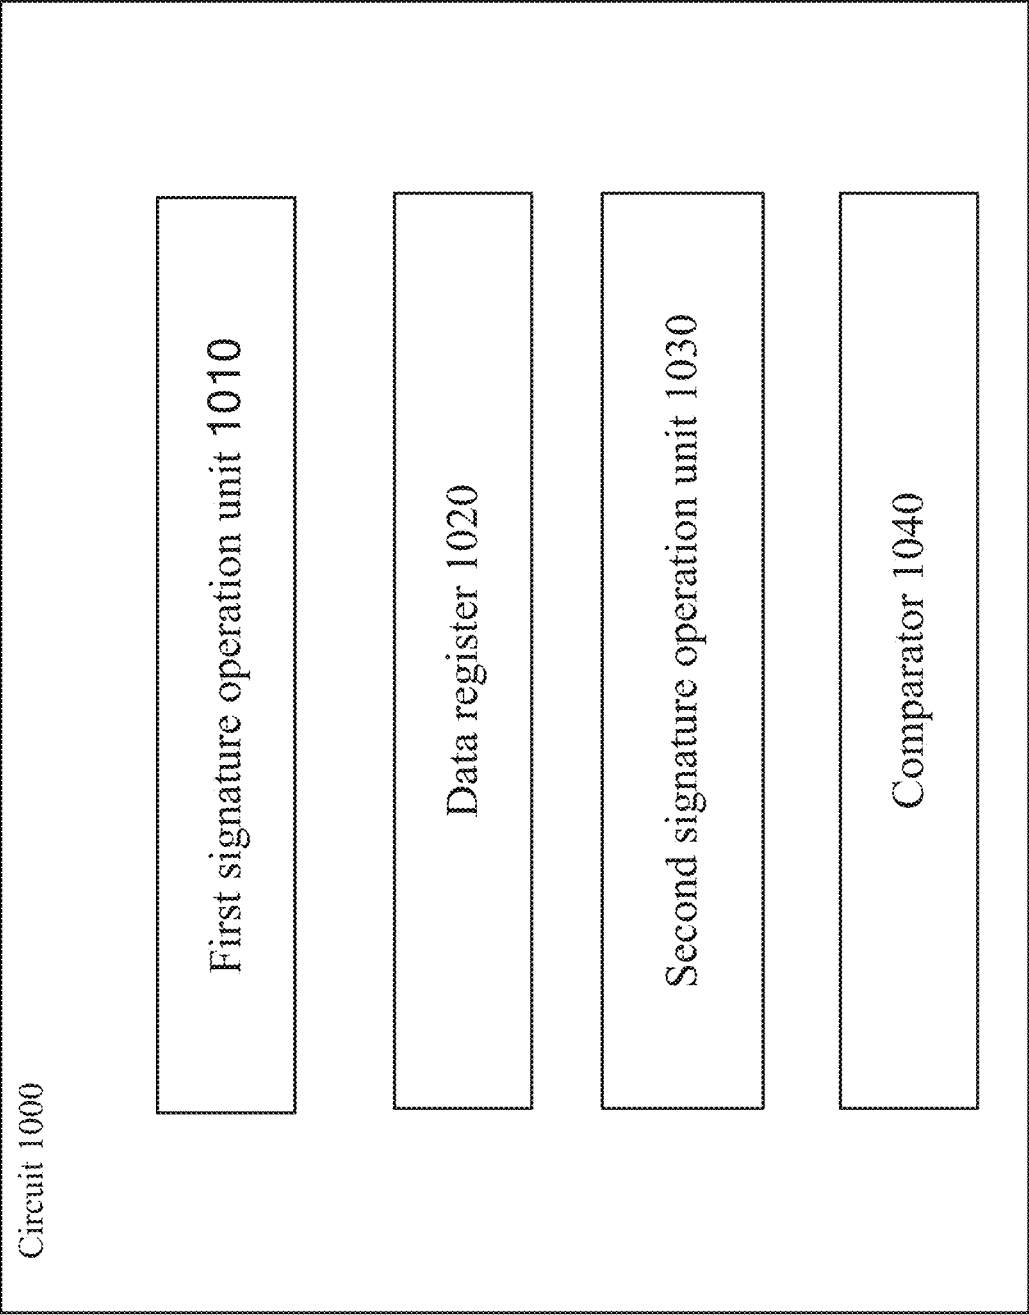 Circuit 1000
First signature operation unit 1010
Data register 1020
Second signature operation unit 1030
Comparator 1040